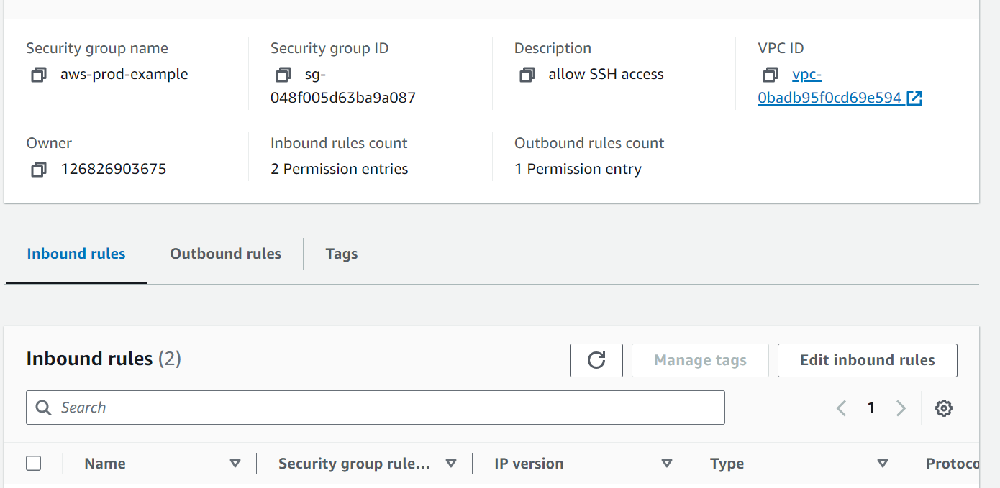 Security group name
aws-prod-example
Security group ID
sg-
048f005d63ba9a087
Description
allow SSH access
VPC ID
vpc-
0badb95f0cd69e594
Owner
126826903675
Inbound rules count
2 Permission entries
Outbound rules count
1 Permission entry
Inbound rules
Outbound rules
Tags
Inbound rules (2)
Manage tags
Edit inbound rules
Search
1
Name
Security group rule...
IP version
Type
Protoco